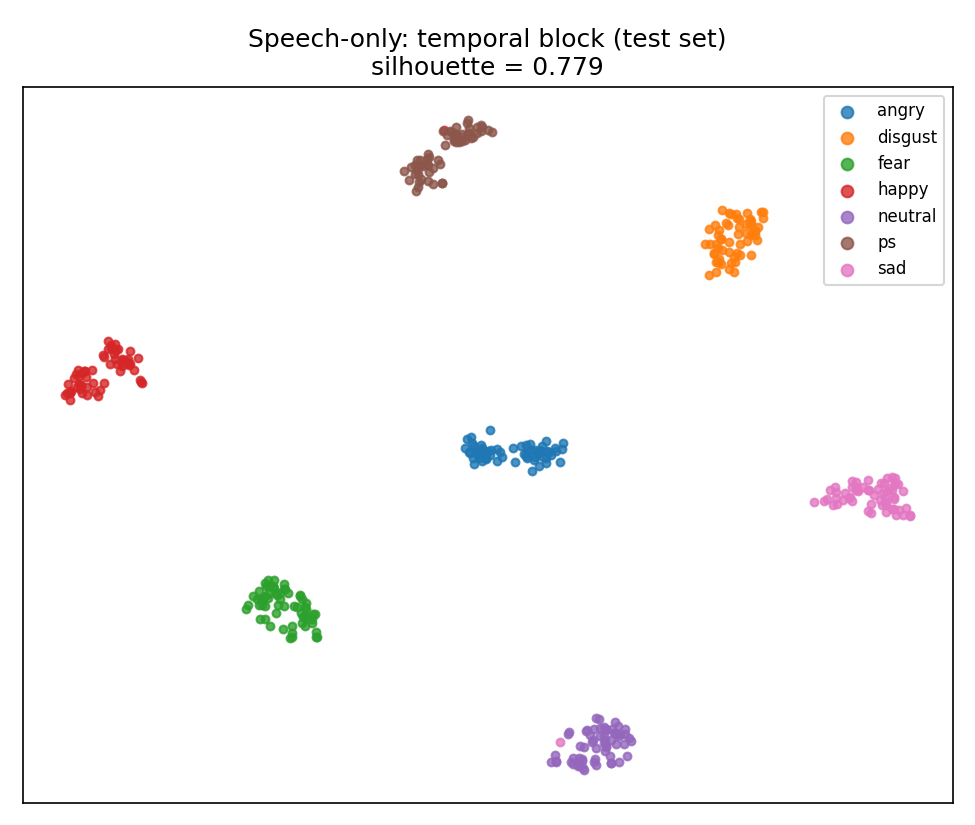 Speech-only: temporal block (test set)
silhouette = 0.779
angry
disgust
fear
happy
neutral
ps
sad